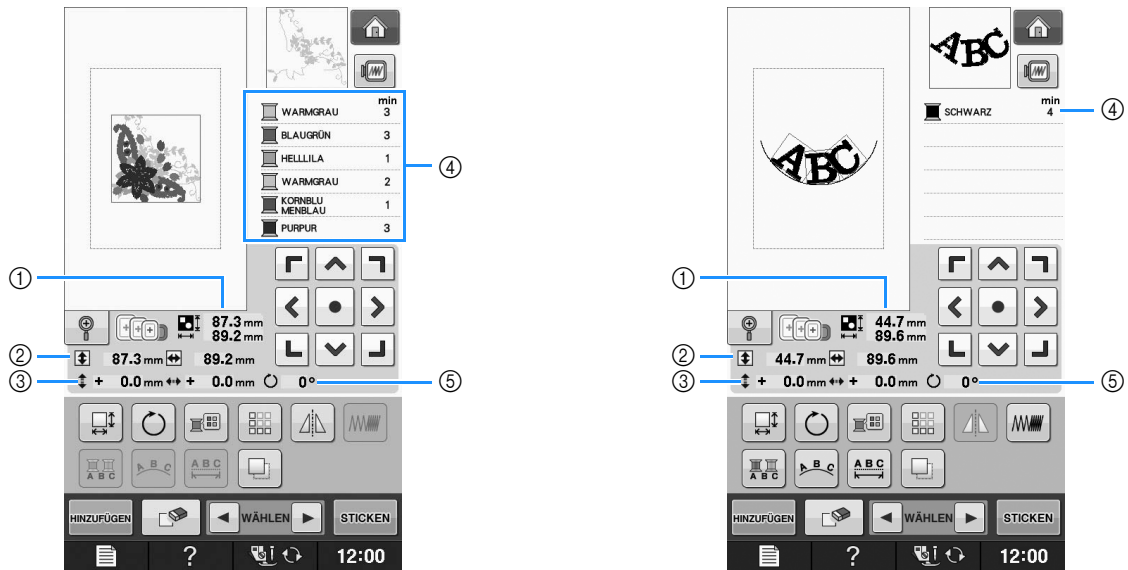 min
WARMGRAU 3
BLAUGRÜN 3
HELLLILA 1
WARMGRAU 2
KORNBLU
MENBLAU 1
PURPUR 3
④
①
87.3 mm
89.2 mm
② 87.3 mm 89.2 mm
③ + 0.0 mm + 0.0 mm 0° ⑤
A B C A B C A B C
HINZUFÜGEN WÄHLEN STICKEN
? 12:00
ABC
min
SCHWARZ 4 ④
ABC
①
44.7 mm
89.6 mm
② 44.7 mm 89.6 mm
③ + 0.0 mm + 0.0 mm 0° ⑤
A B C A B C A B C
HINZUFÜGEN WÄHLEN STICKEN
? 12:00